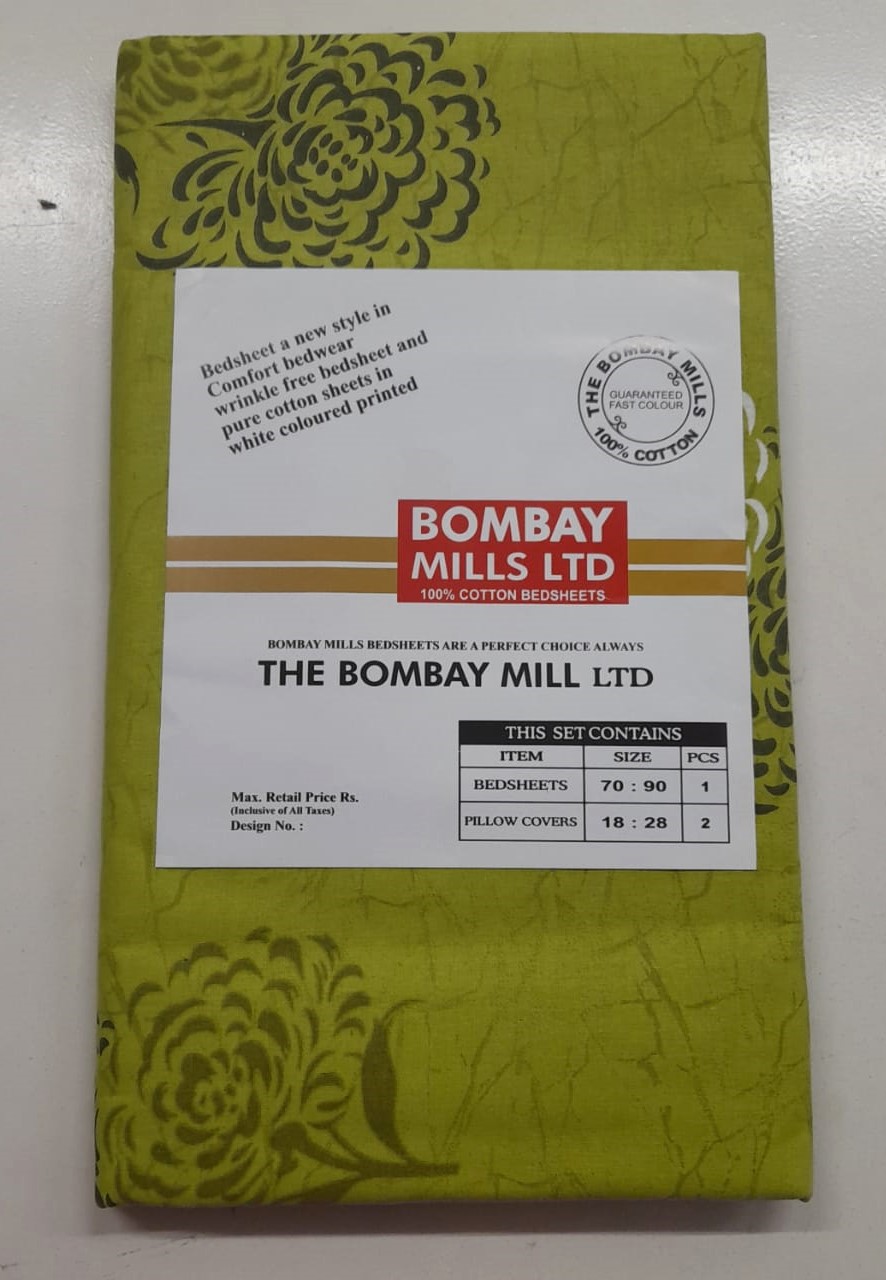 Bedsheet a new style in
Comfort bedwear
wrinkle free bedsheet and
pure cotton sheets in
white coloured printed
THE BOMBAY MILLS
GUARANTEED
FAST COLOUR
100% COTTON
BOMBAY
MILLS LTD
100% COTTON BEDSHEETS
BOMBAY MILLS BEDSHEETS ARE A PERFECT CHOICE ALWAYS
THE BOMBAY MILL LTD
THIS SET CONTAINS
ITEM SIZE PCS
BEDSHEETS 70 : 90 1
PILLOW COVERS 18 : 28 2
Max. Retail Price Rs.
(Inclusive of All Taxes)
Design No. :